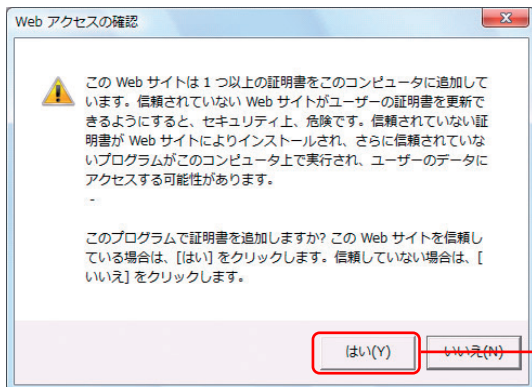 Web アクセスの確認
この Web サイトは 1 つ以上の証明書をこのコンピュータに追加して
います。信頼されていない Web サイトがユーザーの証明書を更新で
きるようにすると、セキュリティ上、危険です。信頼されていない証
明書が Web サイトによりインストールされ、さらに信頼されていな
いプログラムがこのコンピュータ上で実行され、ユーザーのデータに
アクセスする可能性があります。
-
このプログラムで証明書を追加しますか? この Web サイトを信頼し
ている場合は、[はい] をクリックします。信頼していない場合は、[
いいえ] をクリックします。
はい(Y) いいえ(N)